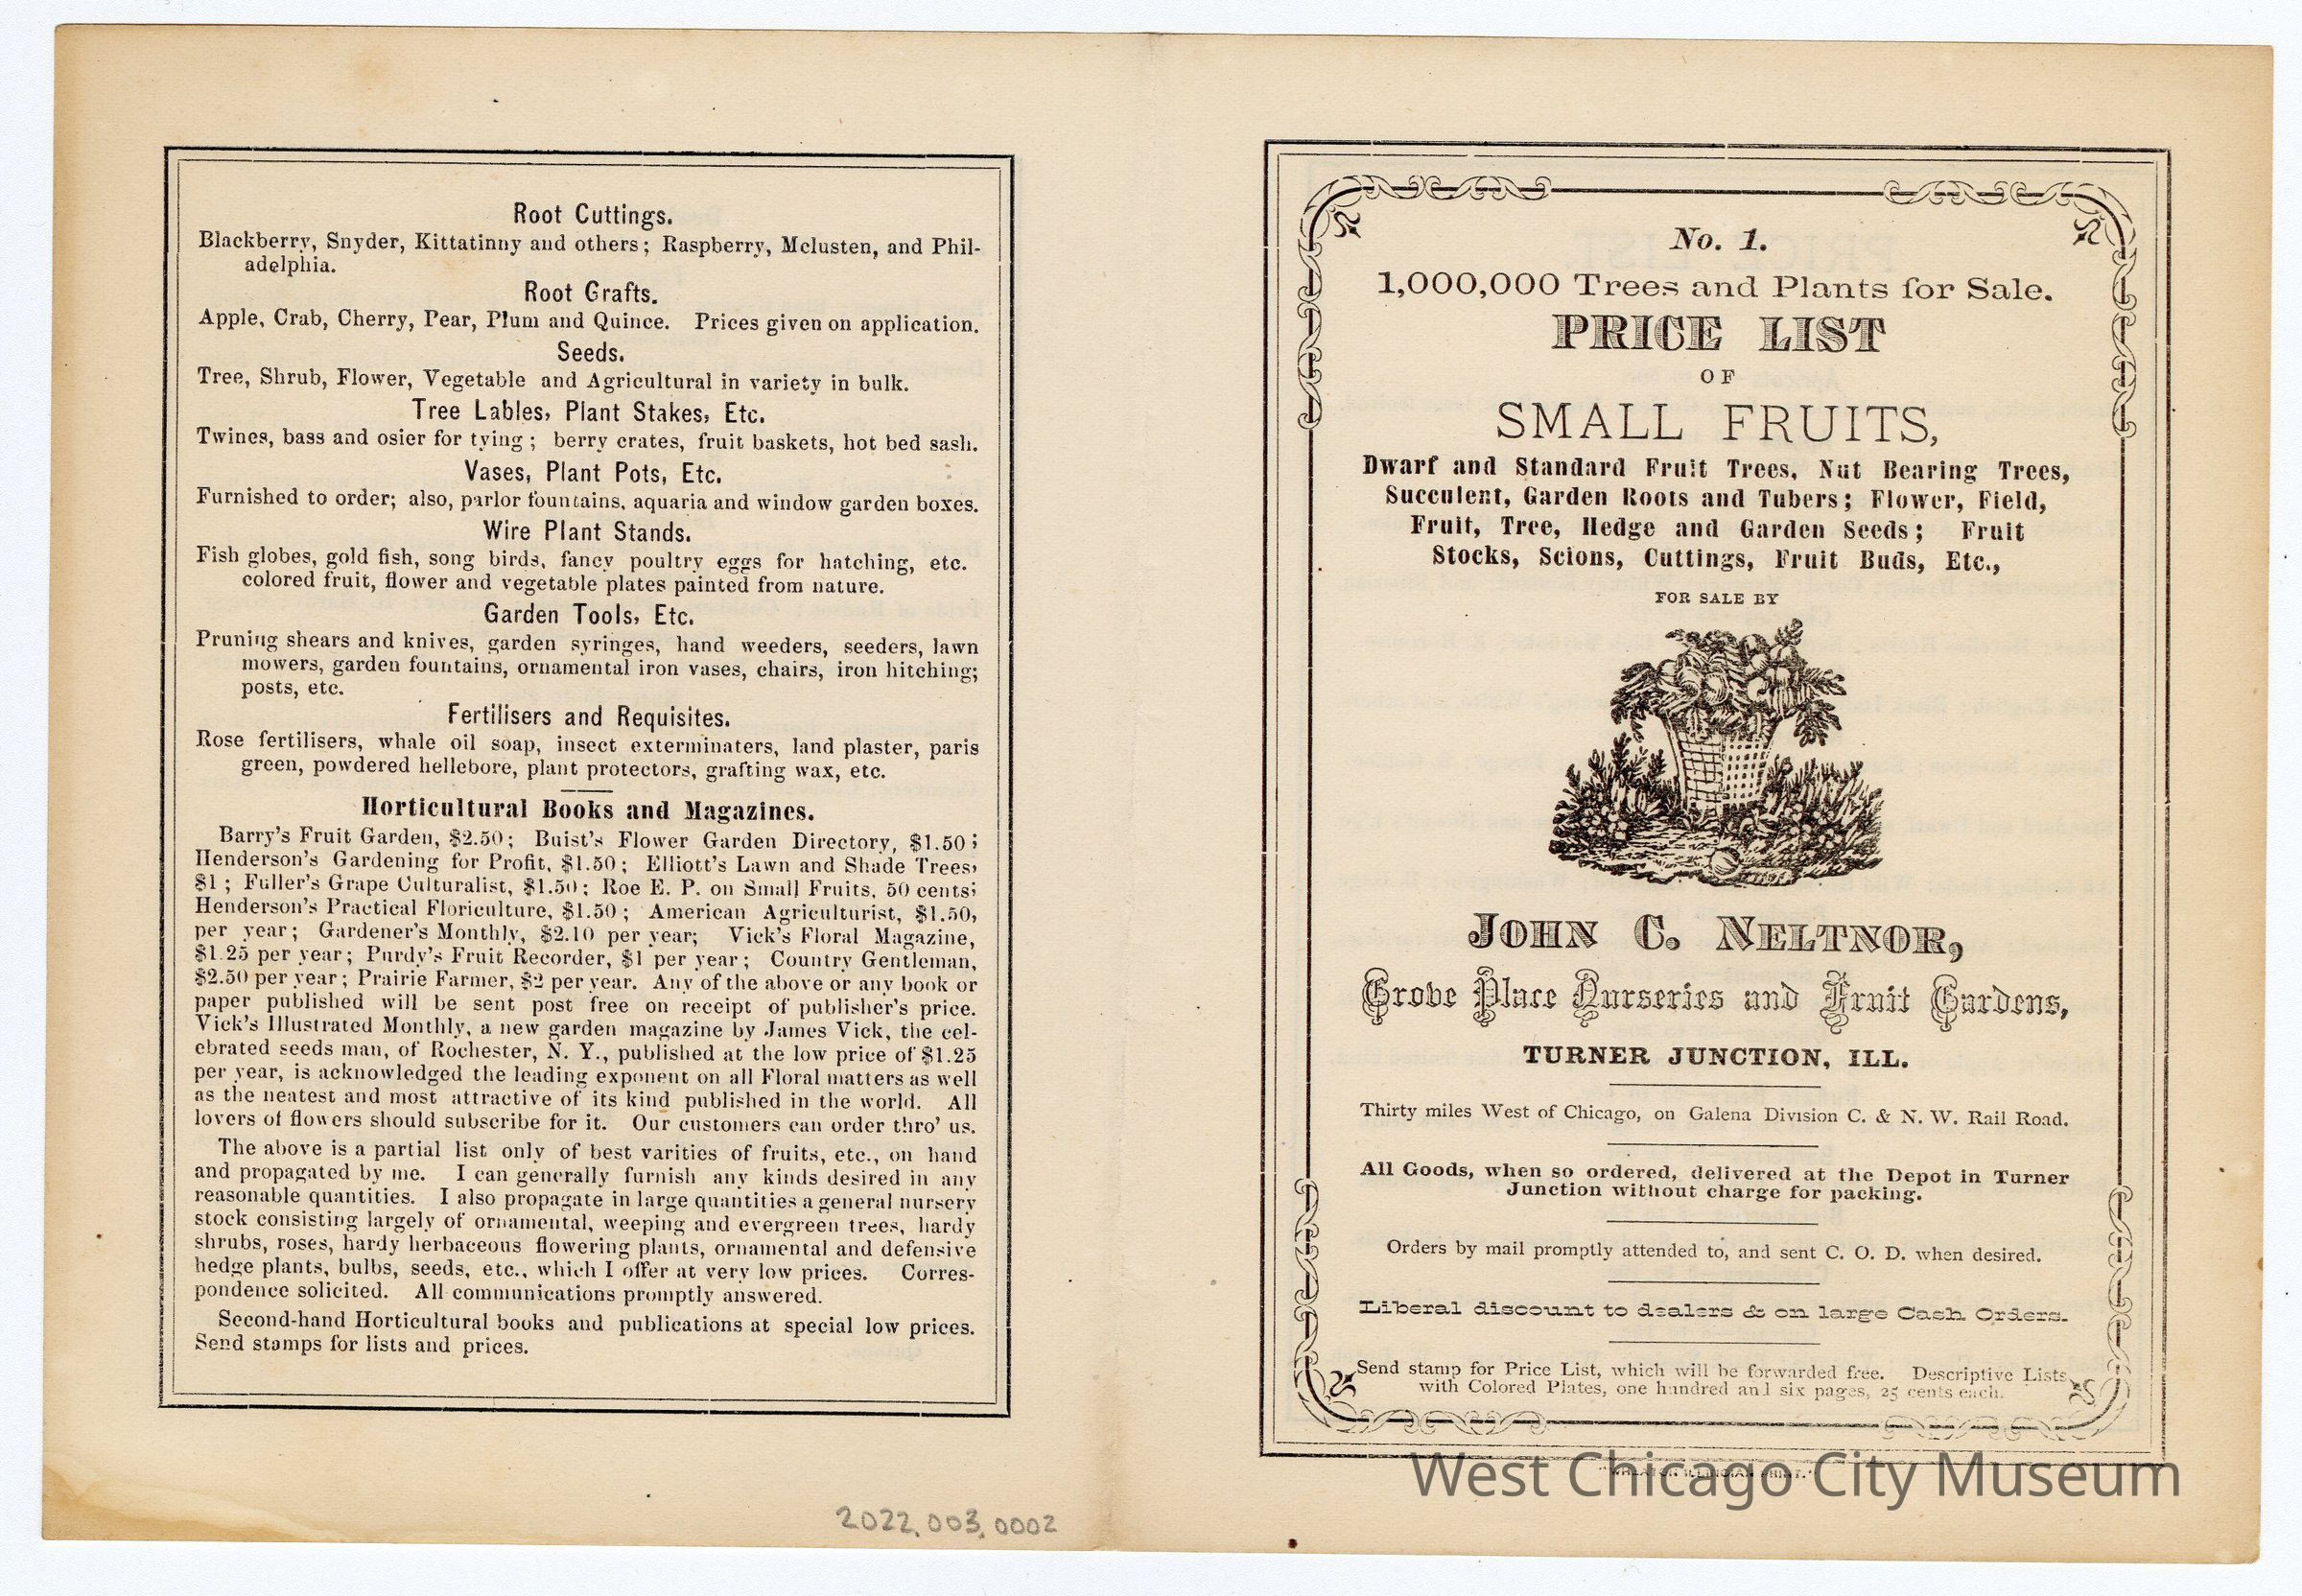 Root Cuttings.
Blackberry, Snyder, Kittatinny and others; Raspberry, Mclusten, and Phil-
adelphia.
Root Grafts.
Apple, Crab, Cherry, Pear, Plum and Quince. Prices given on application.
Seeds.
Tree, Shrub, Flower, Vegetable and Agricultural in variety in bulk.
Tree Lables, Plant Stakes, Etc.
Twines, bass and osier for tying; berry crates, fruit baskets, hot bed sash.
Vases, Plant Pots, Etc.
Furnished to order; also, parlor fountains, aquaria and window garden boxes.
Wire Plant Stands.
Fish globes, gold fish, song birds, fancy poultry eggs for hatching, etc.
colored fruit, flower and vegetable plates painted from nature.
Garden Tools, Etc.
Pruning shears and knives, garden syringes, hand weeders, seeders, lawn
mowers, garden fountains, ornamental iron vases, chairs, iron hitching;
posts, etc.
Fertilisers and Requisites.
Rose fertilisers, whale oil soap, insect exterminaters, land plaster, paris
green, powdered hellebore, plant protectors, grafting wax, etc.
Horticultural Books and Magazines.
Barry's Fruit Garden, $2.50; Buist's Flower Garden Directory, $1.50;
Henderson's Gardening for Profit, $1.50; Elliott's Lawn and Shade Trees,
$1; Fuller's Grape Culturalist, $1.50; Roe E. P. on Small Fruits, 50 cents;
Henderson's Practical Floriculture, $1.50; American Agriculturist, $1.50,
per year; Gardener's Monthly, $2.10 per year; Vick's Floral Magazine,
$1.25 per year; Purdy's Fruit Recorder, $1 per year; Country Gentleman,
$2.50 per year; Prairie Farmer, $2 per year. Any of the above or any book or
paper published will be sent post free on receipt of publisher's price.
Vick's Illustrated Monthly, a new garden magazine by James Vick, the cel-
ebrated seeds man, of Rochester, N. Y., published at the low price of $1.25
per year, is acknowledged the leading exponent on all Floral matters as well
as the neatest and most attractive of its kind published in the world. All
lovers of flowers should subscribe for it. Our customers can order thro' us.
The above is a partial list only of best varities of fruits, etc., on hand
and propagated by me. I can generally furnish any kinds desired in any
reasonable quantities. I also propagate in large quantities a general nursery
stock consisting largely of ornamental, weeping and evergreen trees, hardy
shrubs, roses, hardy herbaceous flowering plants, ornamental and defensive
hedge plants, bulbs, seeds, etc., which I offer at very low prices. Corres-
pondence solicited. All communications promptly answered.
Second-hand Horticultural books and publications at special low prices.
Send stamps for lists and prices.
2022.003.0002
No. 1.
1,000,000 Trees and Plants for Sale.
PRICE LIST
OF
SMALL FRUITS,
Dwarf and Standard Fruit Trees, Nut Bearing Trees,
Succulent, Garden Roots and Tubers; Flower, Field,
Fruit, Tree, Hedge and Garden Seeds; Fruit
Stocks, Scions, Cuttings, Fruit Buds, Etc.,
FOR SALE BY
JOHN C. NELTNOR,
Grove Place Nurseries and Fruit Gardens,
TURNER JUNCTION, ILL.
Thirty miles West of Chicago, on Galena Division C. & N. W. Rail Road.
All Goods, when so ordered, delivered at the Depot in Turner
Junction without charge for packing.
Orders by mail promptly attended to, and sent C. O. D. when desired.
Liberal discount to dealers & on large Cash Orders.
Send stamp for Price List, which will be forwarded free. Descriptive Lists
with Colored Plates, one hundred and six pages, 25 cents each.
"WHEATON ILLINOIAN PRINT."
West Chicago City Museum